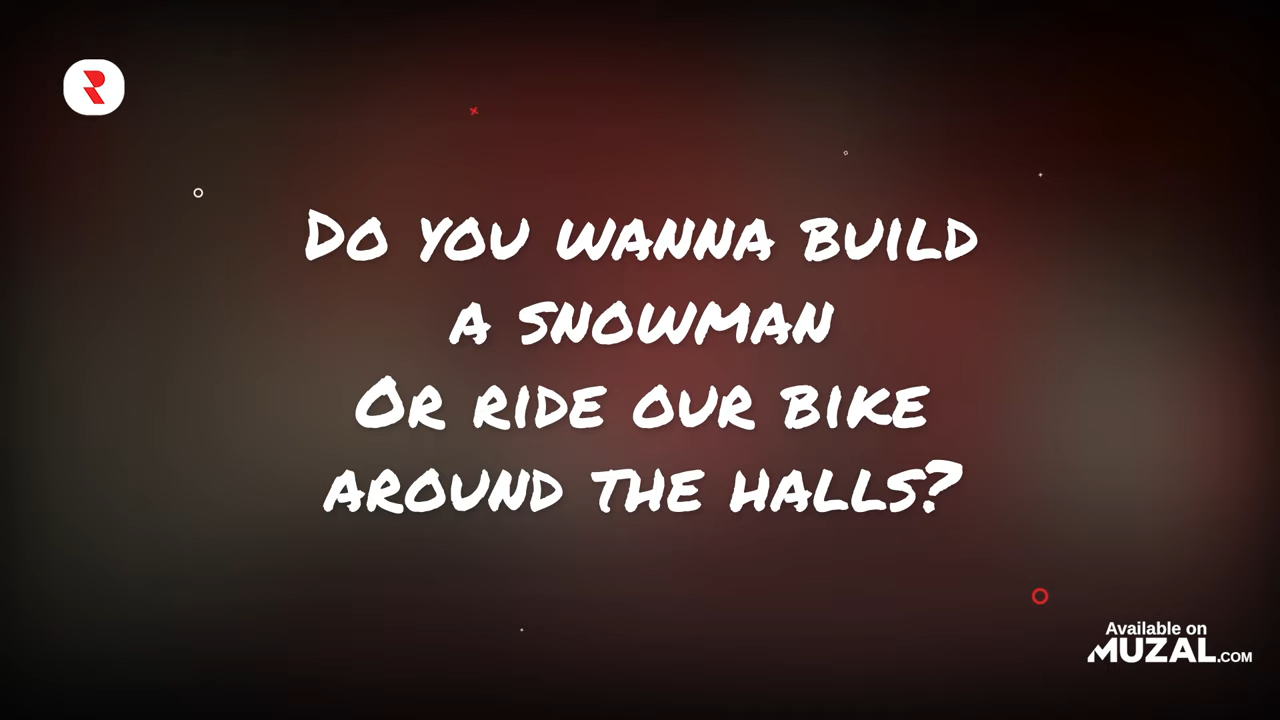 Do you wanna build
a snowman
Or ride our bike
around the halls?
Available on
MUZAL.COM